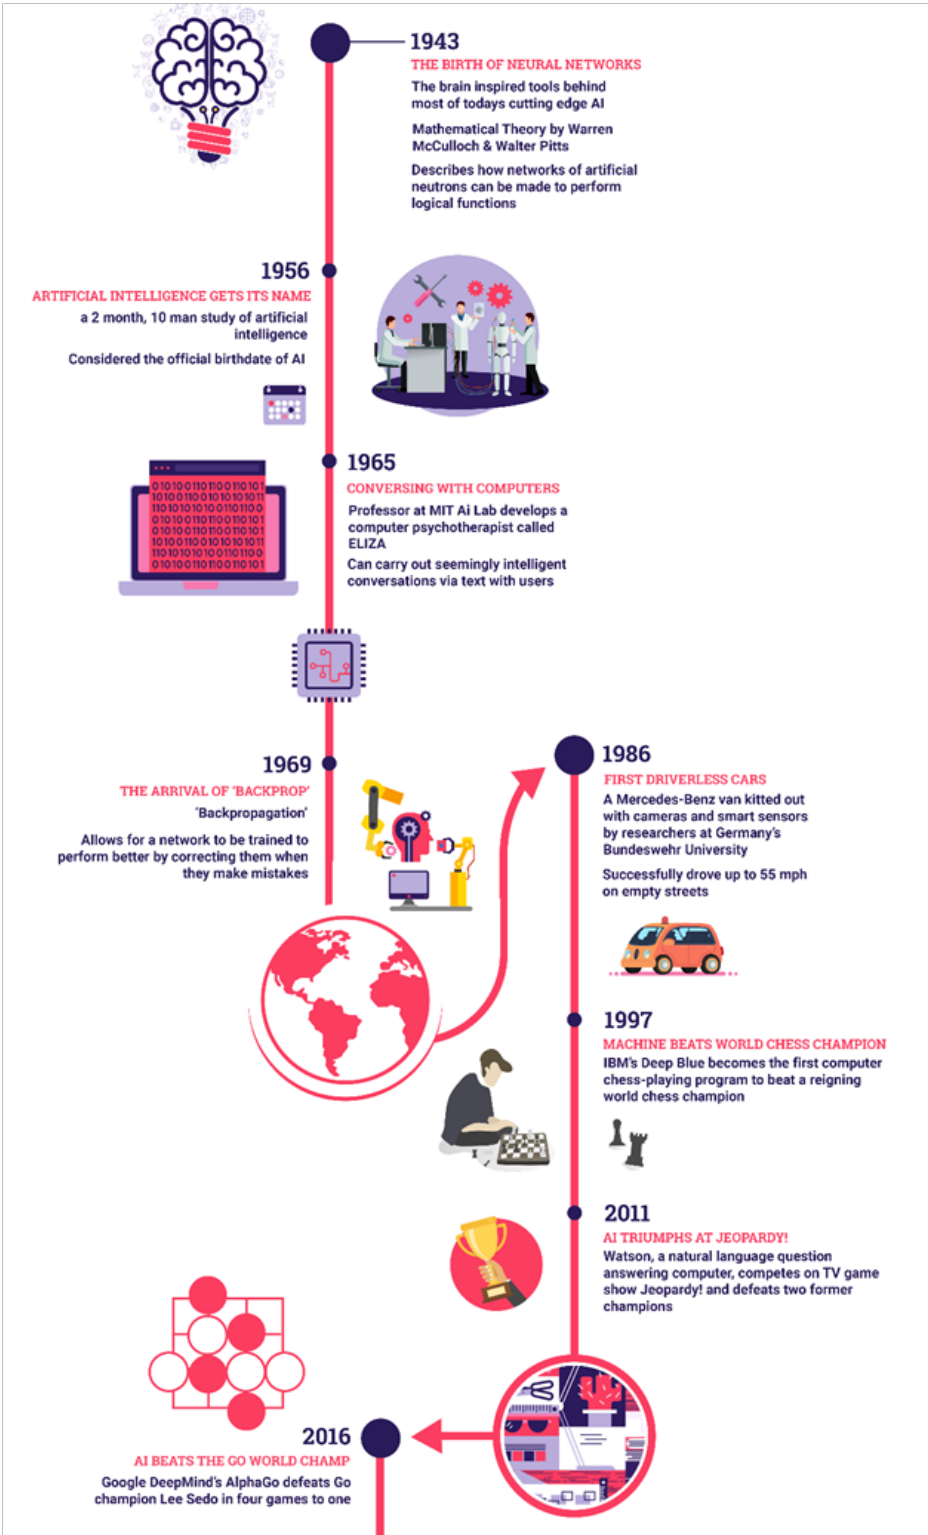 1943
THE BIRTH OF NEURAL NETWORKS
The brain inspired tools behind
most of todays cutting edge AI
Mathematical Theory by Warren
McCulloch & Walter Pitts
Describes how networks of artificial
neutrons can be made to perform
logical functions
1956
ARTIFICIAL INTELLIGENCE GETS ITS NAME
a 2 month, 10 man study of artificial
intelligence
Considered the official birthdate of AI
1965
CONVERSING WITH COMPUTERS
Professor at MIT Ai Lab develops a
computer psychotherapist called
ELIZA
Can carry out seemingly intelligent
conversations via text with users
1969
THE ARRIVAL OF 'BACKPROP'
'Backpropagation'
Allows for a network to be trained to
perform better by correcting them when
they make mistakes
1986
FIRST DRIVERLESS CARS
A Mercedes-Benz van kitted out
with cameras and smart sensors
by researchers at Germany's
Bundeswehr University
Successfully drove up to 55 mph
on empty streets
1997
MACHINE BEATS WORLD CHESS CHAMPION
IBM's Deep Blue becomes the first computer
chess-playing program to beat a reigning
world chess champion
2011
AI TRIUMPHS AT JEOPARDY!
Watson, a natural language question
answering computer, competes on TV game
show Jeopardy! and defeats two former
champions
2016
AI BEATS THE GO WORLD CHAMP
Google DeepMind's AlphaGo defeats Go
champion Lee Sedo in four games to one